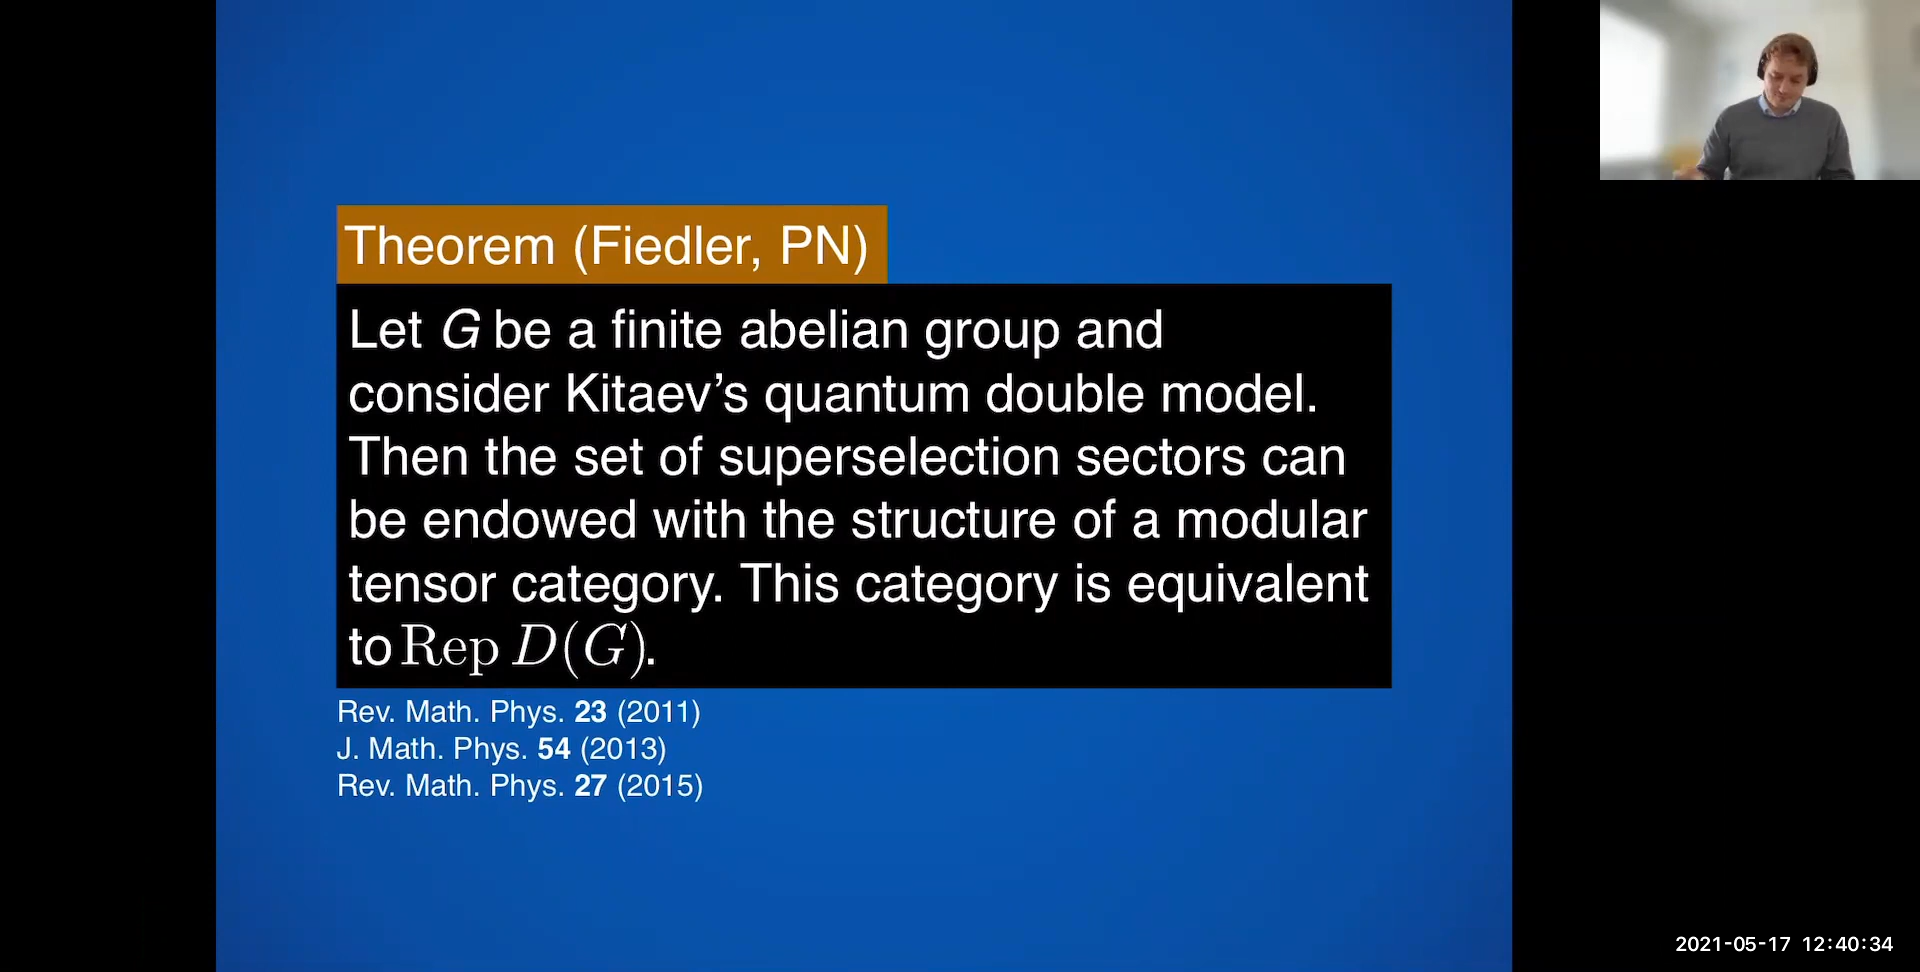 Theorem (Fiedler, PN)
Let G be a finite abelian group and
consider Kitaev’s quantum double model.
Then the set of superselection sectors can
be endowed with the structure of a modular
tensor category. This category is equivalent
to Rep D(G).
Rev. Math. Phys. 23 (2011)
J. Math. Phys. 54 (2013)
Rev. Math. Phys. 27 (2015)
2021-05-17 12:40:34